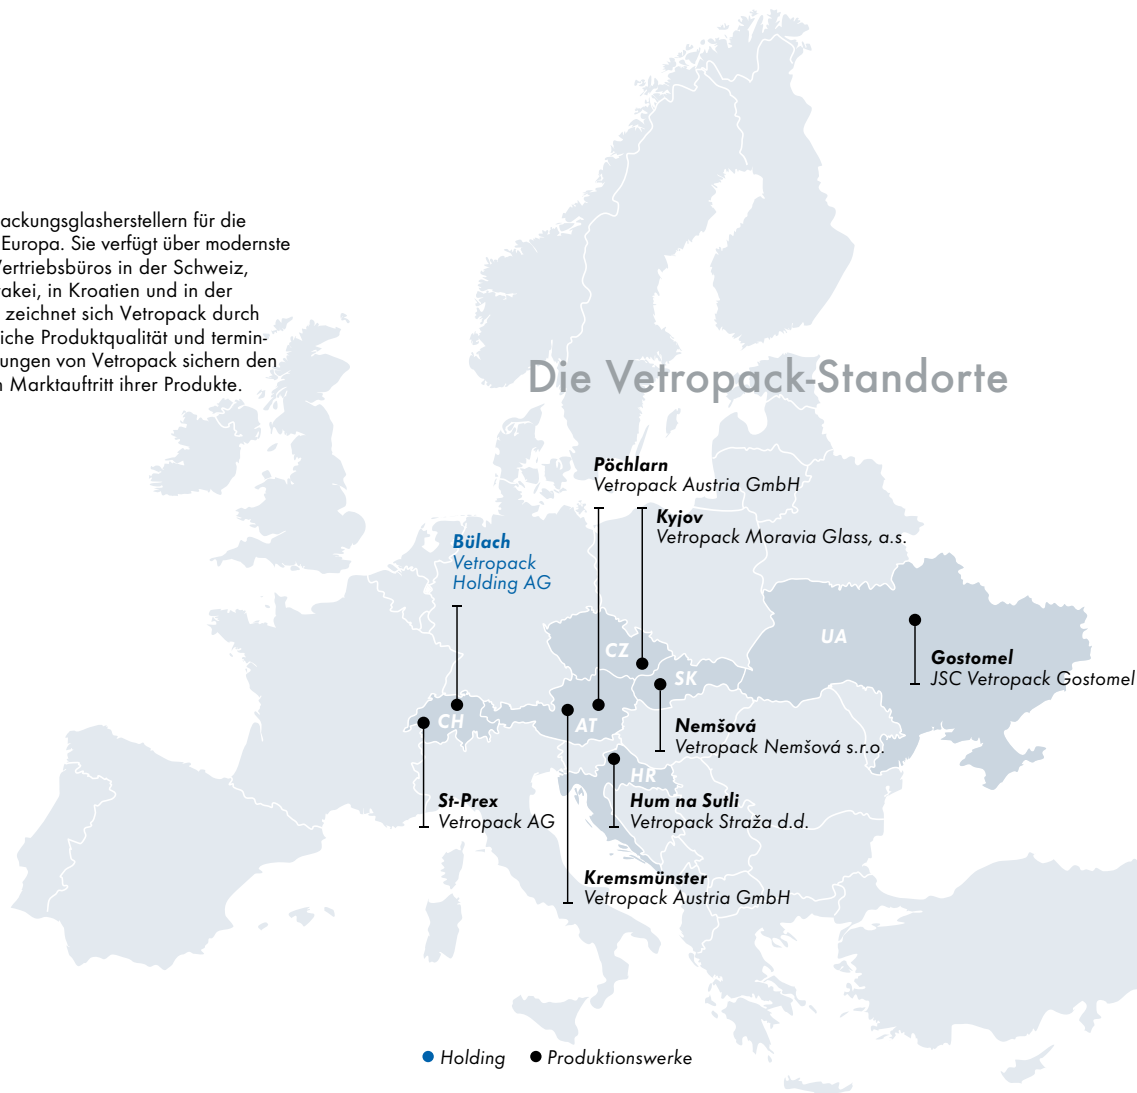 ackungsglasherstellern für die
Europa. Sie verfügt über modernste
Vertriebsbüros in der Schweiz,
akei, in Kroatien und in der
zeichnet sich Vetropack durch
iche Produktqualität und termin-
ungen von Vetropack sichern den
n Marktauftritt ihrer Produkte.
Die Vetropack-Standorte
Pöchlarn
Vetropack Austria GmbH
Kyjov
Vetropack Moravia Glass, a.s.
Bülach
Vetropack
Holding AG
CZ
UA
SK
Gostomel
JSC Vetropack Gostomel
CH
AT
Nemšová
Vetropack Nemšová s.r.o.
HR
St-Prex
Vetropack AG
Hum na Sutli
Vetropack Straža d.d.
Kremsmünster
Vetropack Austria GmbH
Holding
Produktionswerke